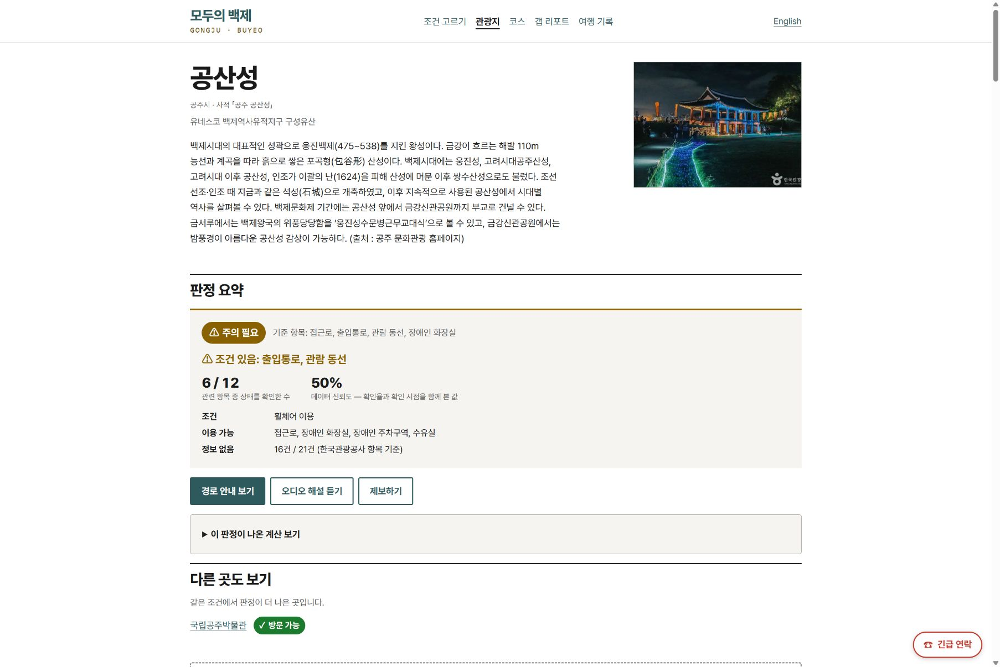 모두의 백제
GONGJU · BUYEO
조건 고르기 관광지 코스 갭 리포트 여행 기록
English
공산성
공주시 · 사적 「공주 공산성」
유네스코 백제역사유적지구 구성유산
백제시대의 대표적인 성곽으로 웅진백제(475~538)를 지킨 왕성이다. 금강이 흐르는 해발 110m
능선과 계곡을 따라 흙으로 쌓은 포곡형(包谷形) 산성이다. 백제시대에는 웅진성, 고려시대공주산성,
고려시대 이후 공산성, 인조가 이괄의 난(1624)을 피해 산성에 머문 이후 쌍수산성으로도 불렀다. 조선
선조·인조 때 지금과 같은 석성(石城)으로 개축하였고, 이후 지속적으로 사용된 공산성에서 시대별
역사를 살펴볼 수 있다. 백제문화제 기간에는 공산성 앞에서 금강신관공원까지 부교로 건널 수 있다.
금서루에서는 백제왕국의 위풍당당함을 ‘웅진성수문병근무교대식’으로 볼 수 있고, 금강신관공원에서는
밤풍경이 아름다운 공산성 감상이 가능하다. (출처 : 공주 문화관광 홈페이지)
한국관광
판정 요약
⚠ 주의 필요 기준 항목: 접근로, 출입통로, 관람 동선, 장애인 화장실
⚠ 조건 있음: 출입통로, 관람 동선
6 / 12 50%
관련 항목 중 상태를 확인한 수 데이터 신뢰도 — 확인율과 확인 시점을 함께 본 값
조건 휠체어 이용
이용 가능 접근로, 장애인 화장실, 장애인 주차구역, 수유실
정보 없음 16건 / 21건 (한국관광공사 항목 기준)
경로 안내 보기 오디오 해설 듣기 제보하기
▶ 이 판정이 나온 계산 보기
다른 곳도 보기
같은 조건에서 판정이 더 나은 곳입니다.
국립공주박물관 ✓ 방문 가능
☎ 긴급 연락